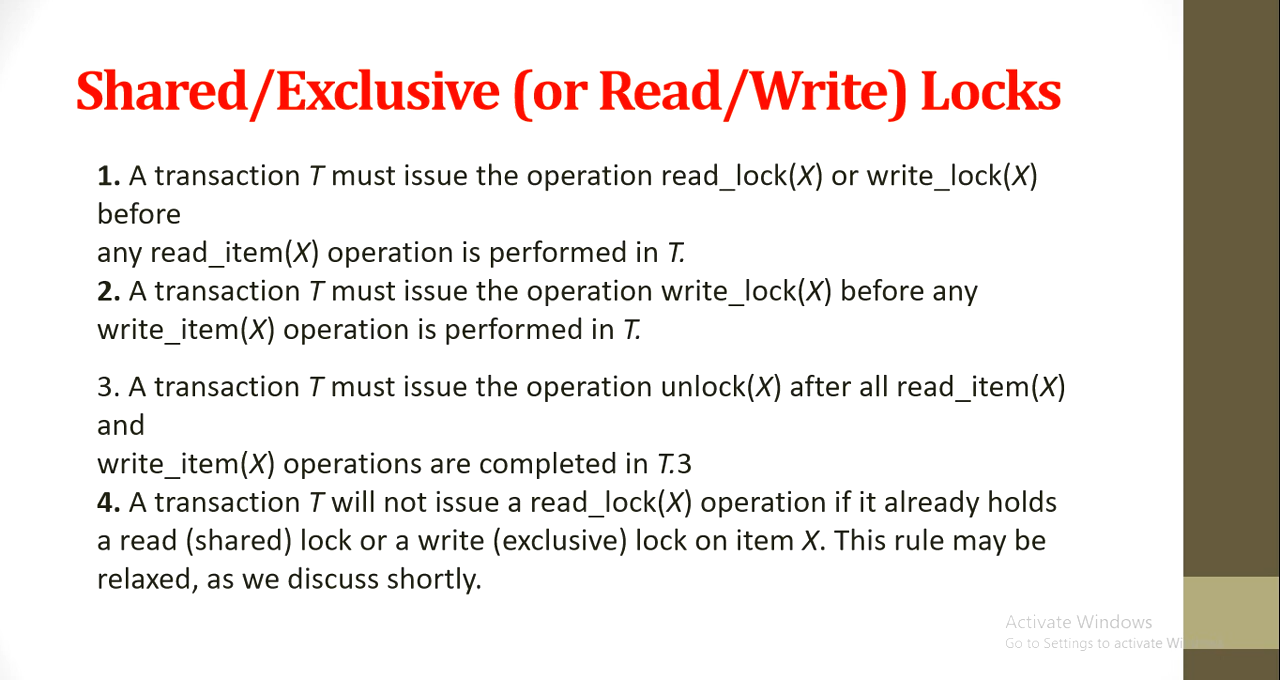 Shared/Exclusive (or Read/Write) Locks
1. A transaction T must issue the operation read_lock(X) or write_lock(X)
before
any read_item(X) operation is performed in T.
2. A transaction T must issue the operation write_lock(X) before any
write_item(X) operation is performed in T.
3. A transaction T must issue the operation unlock(X) after all read_item(X)
and
write_item(X) operations are completed in T.3
4. A transaction T will not issue a read_lock(X) operation if it already holds
a read (shared) lock or a write (exclusive) lock on item X. This rule may be
relaxed, as we discuss shortly.
Activate Windows
Go to Settings to activate